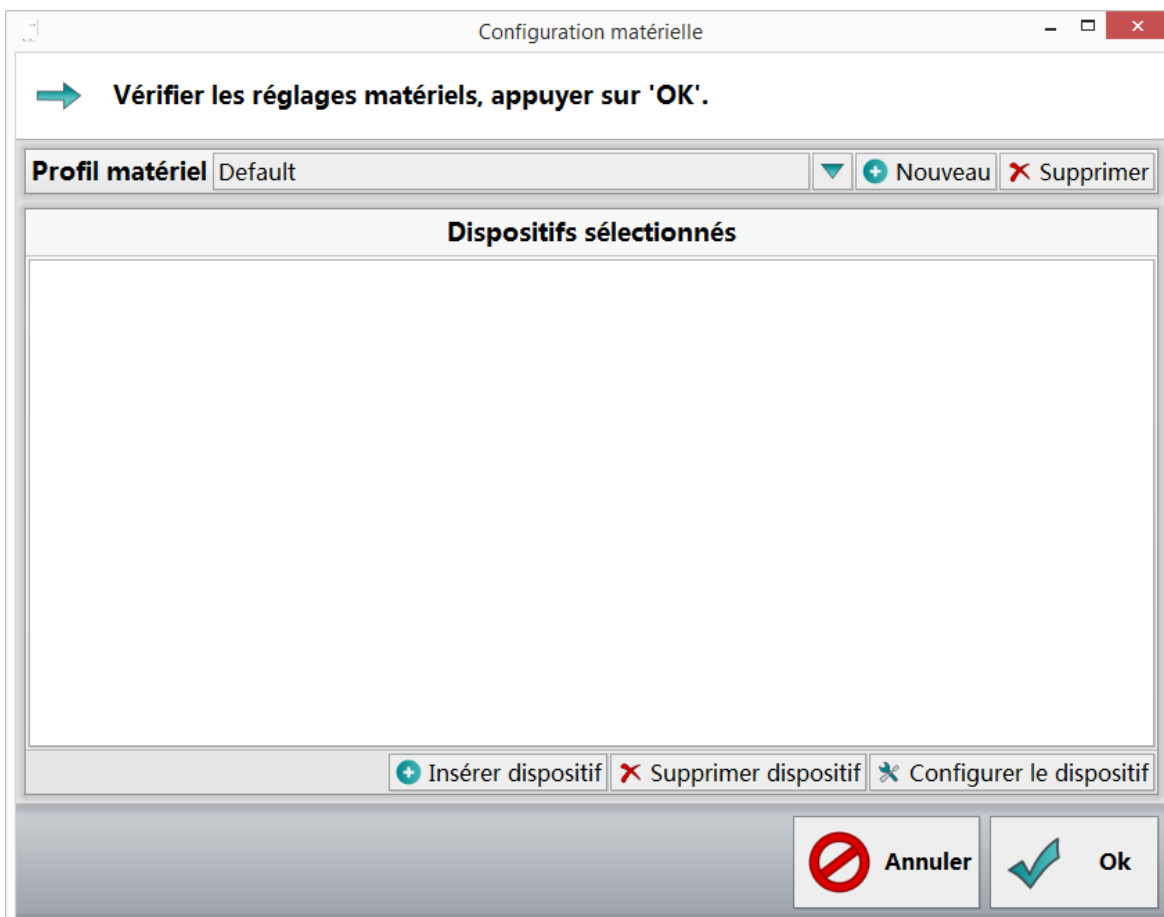 Configuration matérielle
Vérifier les réglages matériels, appuyer sur 'OK'.
Profil matériel Default Nouveau Supprimer
Dispositifs sélectionnés
Insérer dispositif Supprimer dispositif Configurer le dispositif
Annuler Ok